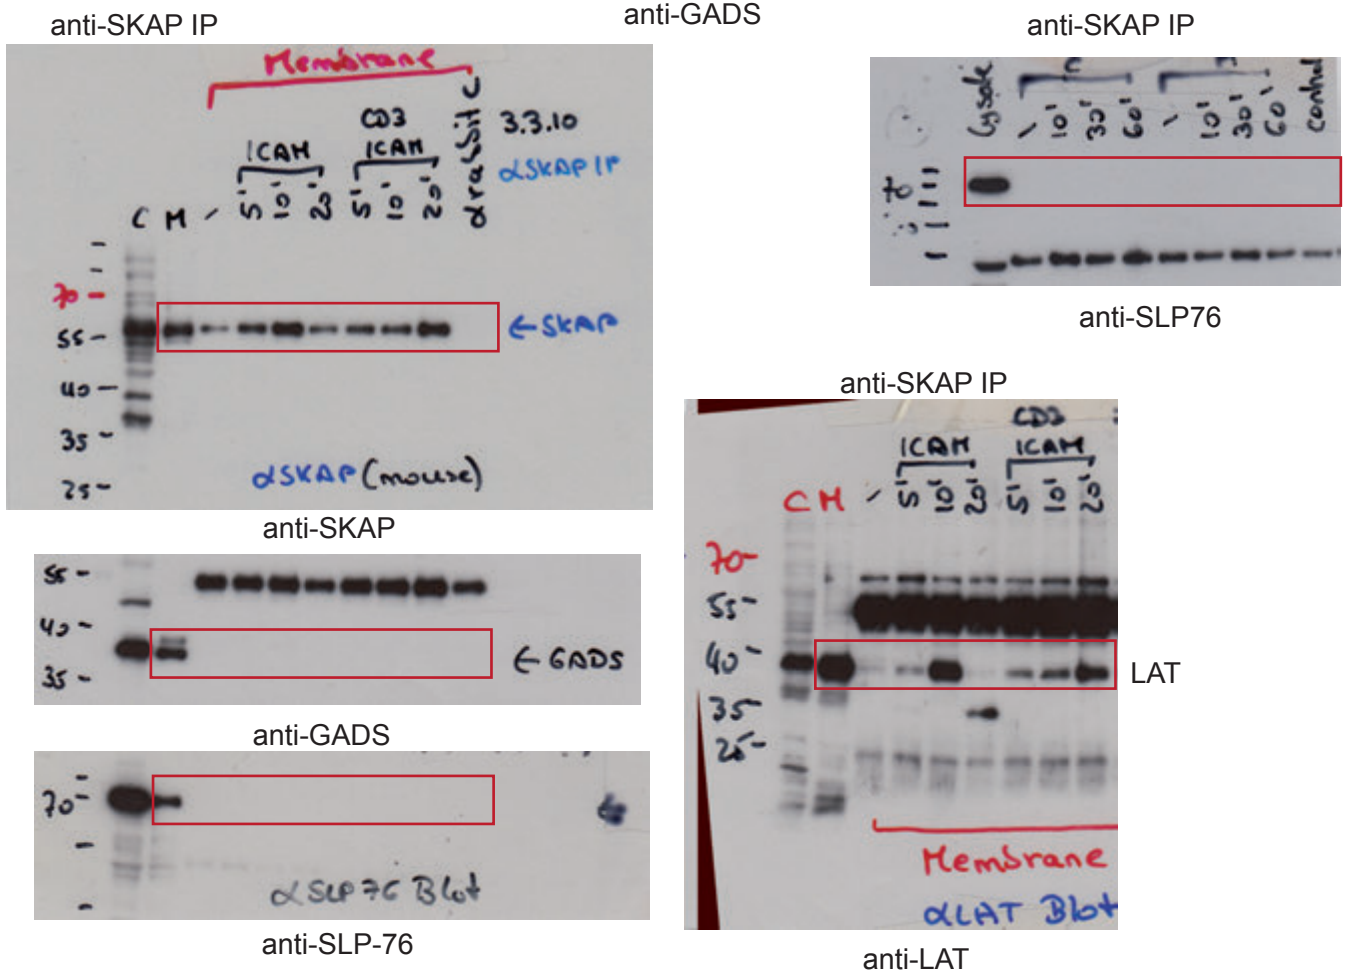 anti-SKAP IP
Membrane
CD3
ICAM ICAM
C M / 5' 10' 20' 5' 10' 20' αrabbit C
3.3.10
αSKAP IP
70 -
55 -
40 -
35 -
25 -
← SKAP
αSKAP (mouse)
anti-SKAP
55 -
40 -
35 -
← GADS
anti-GADS
70 -
αSLP76 Blot
anti-SLP-76
anti-GADS
anti-SKAP IP
Lysate \ 10' 30' 60' \ 10' 30' 60' control
70
anti-SLP76
anti-SKAP IP
CD3
ICAM ICAM
C M / 5' 10' 20' 5' 10' 20'
70-
55-
40-
35-
25-
LAT
Membrane
αLAT Blot
anti-LAT